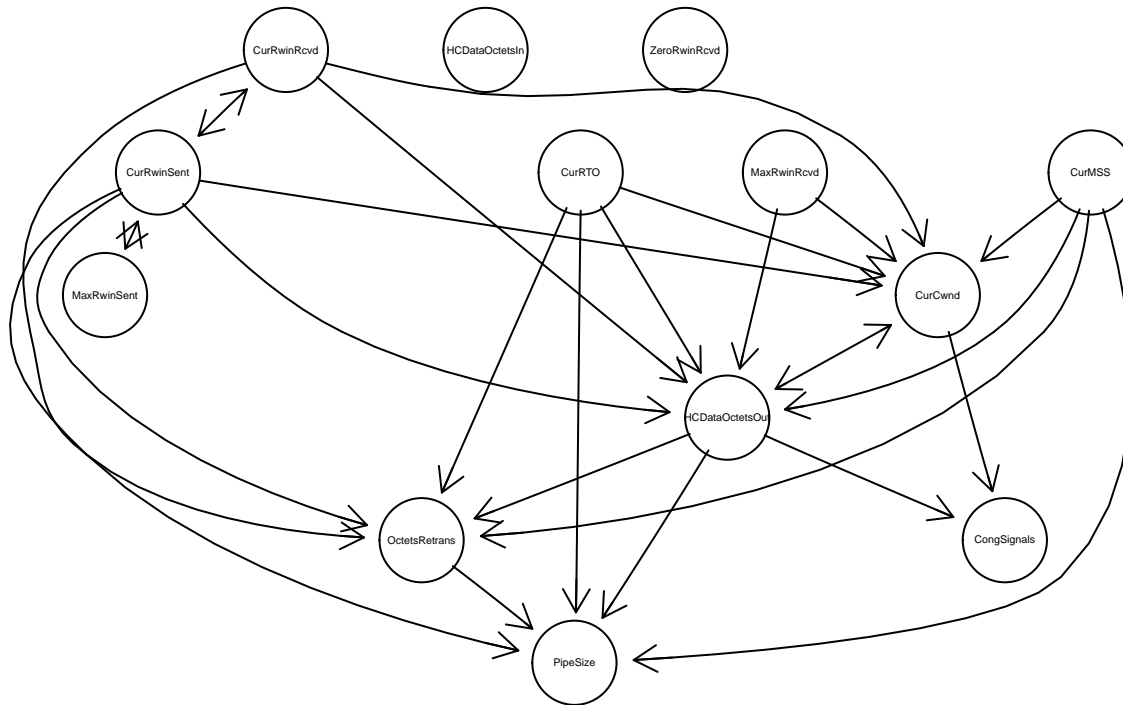 CurRwinRcvd
HCDataOctetsIn
ZeroRwinRcvd
CurRwinSent
CurRTO
MaxRwinRcvd
CurMSS
MaxRwinSent
CurCwnd
HCDataOctetsOut
OctetsRetrans
CongSignals
PipeSize